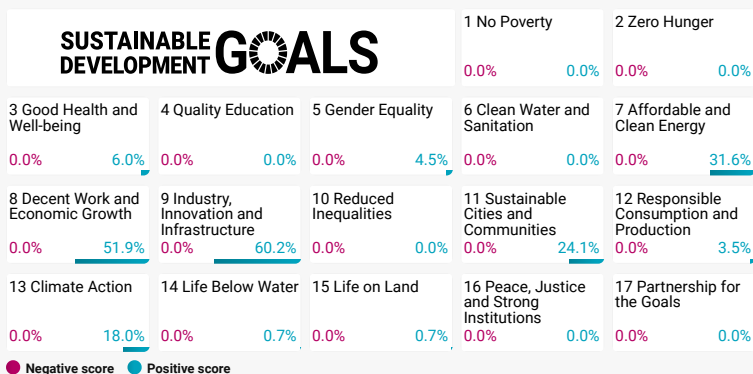 SUSTAINABLE
DEVELOPMENT
GOALS
1 No Poverty
0.0% 0.0%
2 Zero Hunger
0.0% 0.0%
3 Good Health and
Well-being
0.0% 6.0%
4 Quality Education
0.0% 0.0%
5 Gender Equality
0.0% 4.5%
6 Clean Water and
Sanitation
0.0% 0.0%
7 Affordable and
Clean Energy
0.0% 31.6%
8 Decent Work and
Economic Growth
0.0% 51.9%
9 Industry,
Innovation and
Infrastructure
0.0% 60.2%
10 Reduced
Inequalities
0.0% 0.0%
11 Sustainable
Cities and
Communities
0.0% 24.1%
12 Responsible
Consumption and
Production
0.0% 3.5%
13 Climate Action
0.0% 18.0%
14 Life Below Water
0.0% 0.7%
15 Life on Land
0.0% 0.7%
16 Peace, Justice
and Strong
Institutions
0.0% 0.0%
17 Partnership for
the Goals
0.0% 0.0%
Negative score Positive score